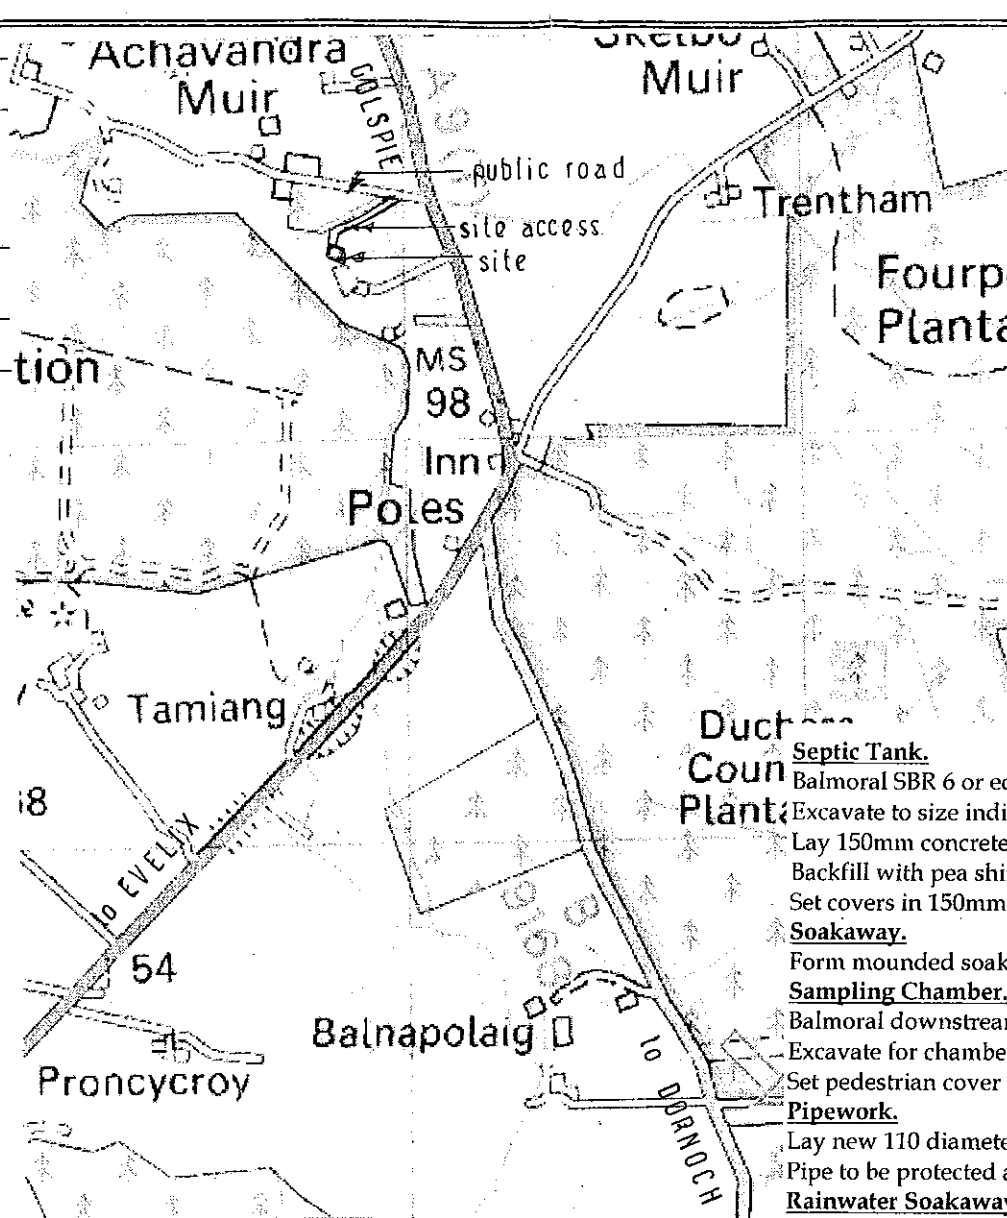 Achavandra
Muir
GOLSPIE
Muir
public road
site access
site
Trentham
Fourp
Planta
tion
MS
98
Inn
Poles
Tamiang
to EVELIX
54
Balnapolaig
Proncycroy
to DORNOCH
Duch
Coun
Planta
Septic Tank.
Balmoral SBR 6 or eq
Excavate to size indi
Lay 150mm concrete
Backfill with pea shi
Set covers in 150mm
Soakaway.
Form mounded soak
Sampling Chamber.
Balmoral downstrear
Excavate for chambe
Set pedestrian cover
Pipework.
Lay new 110 diamete
Pipe to be protected a
Rainwater Soakaway